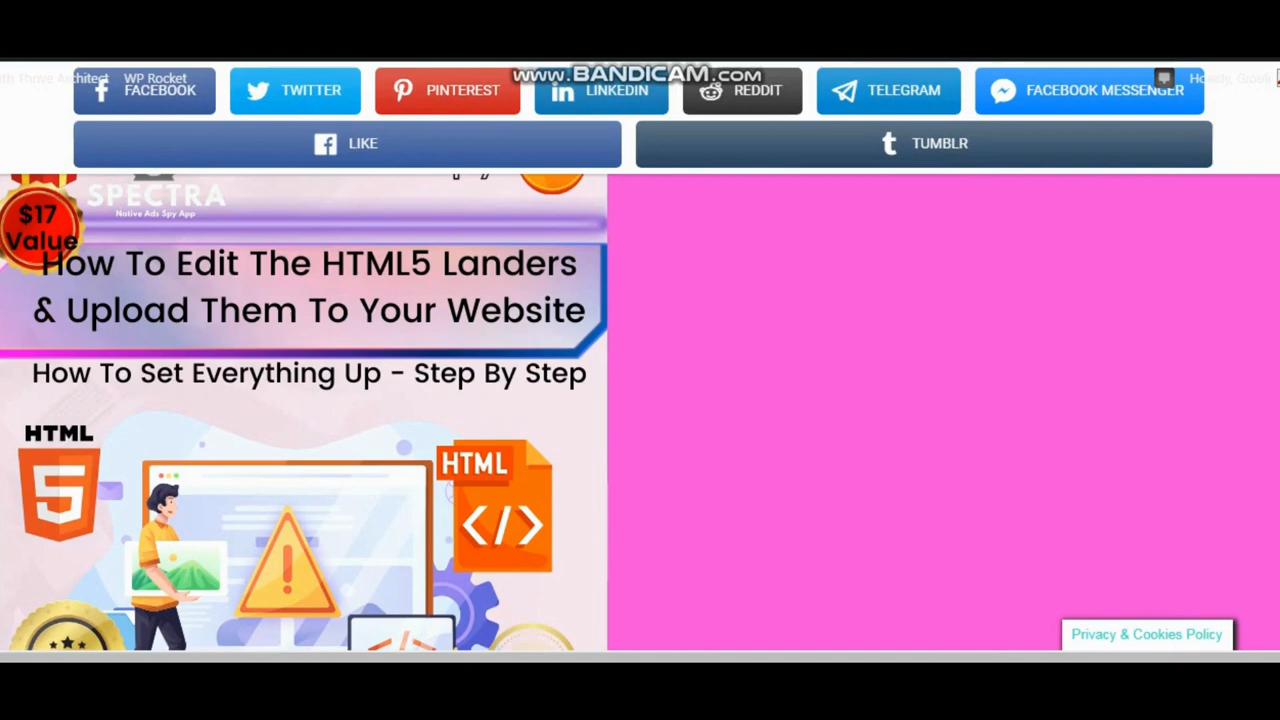 www.BANDICAM.com
WP Rocket
FACEBOOK
TWITTER
PINTEREST
LINKEDIN
REDDIT
TELEGRAM
FACEBOOK MESSENGER
LIKE
TUMBLR
SPECTRA
Native Ads Spy App
$17
Value
How To Edit The HTML5 Landers
& Upload Them To Your Website
How To Set Everything Up - Step By Step
HTML
5
HTML
</>
Privacy & Cookies Policy